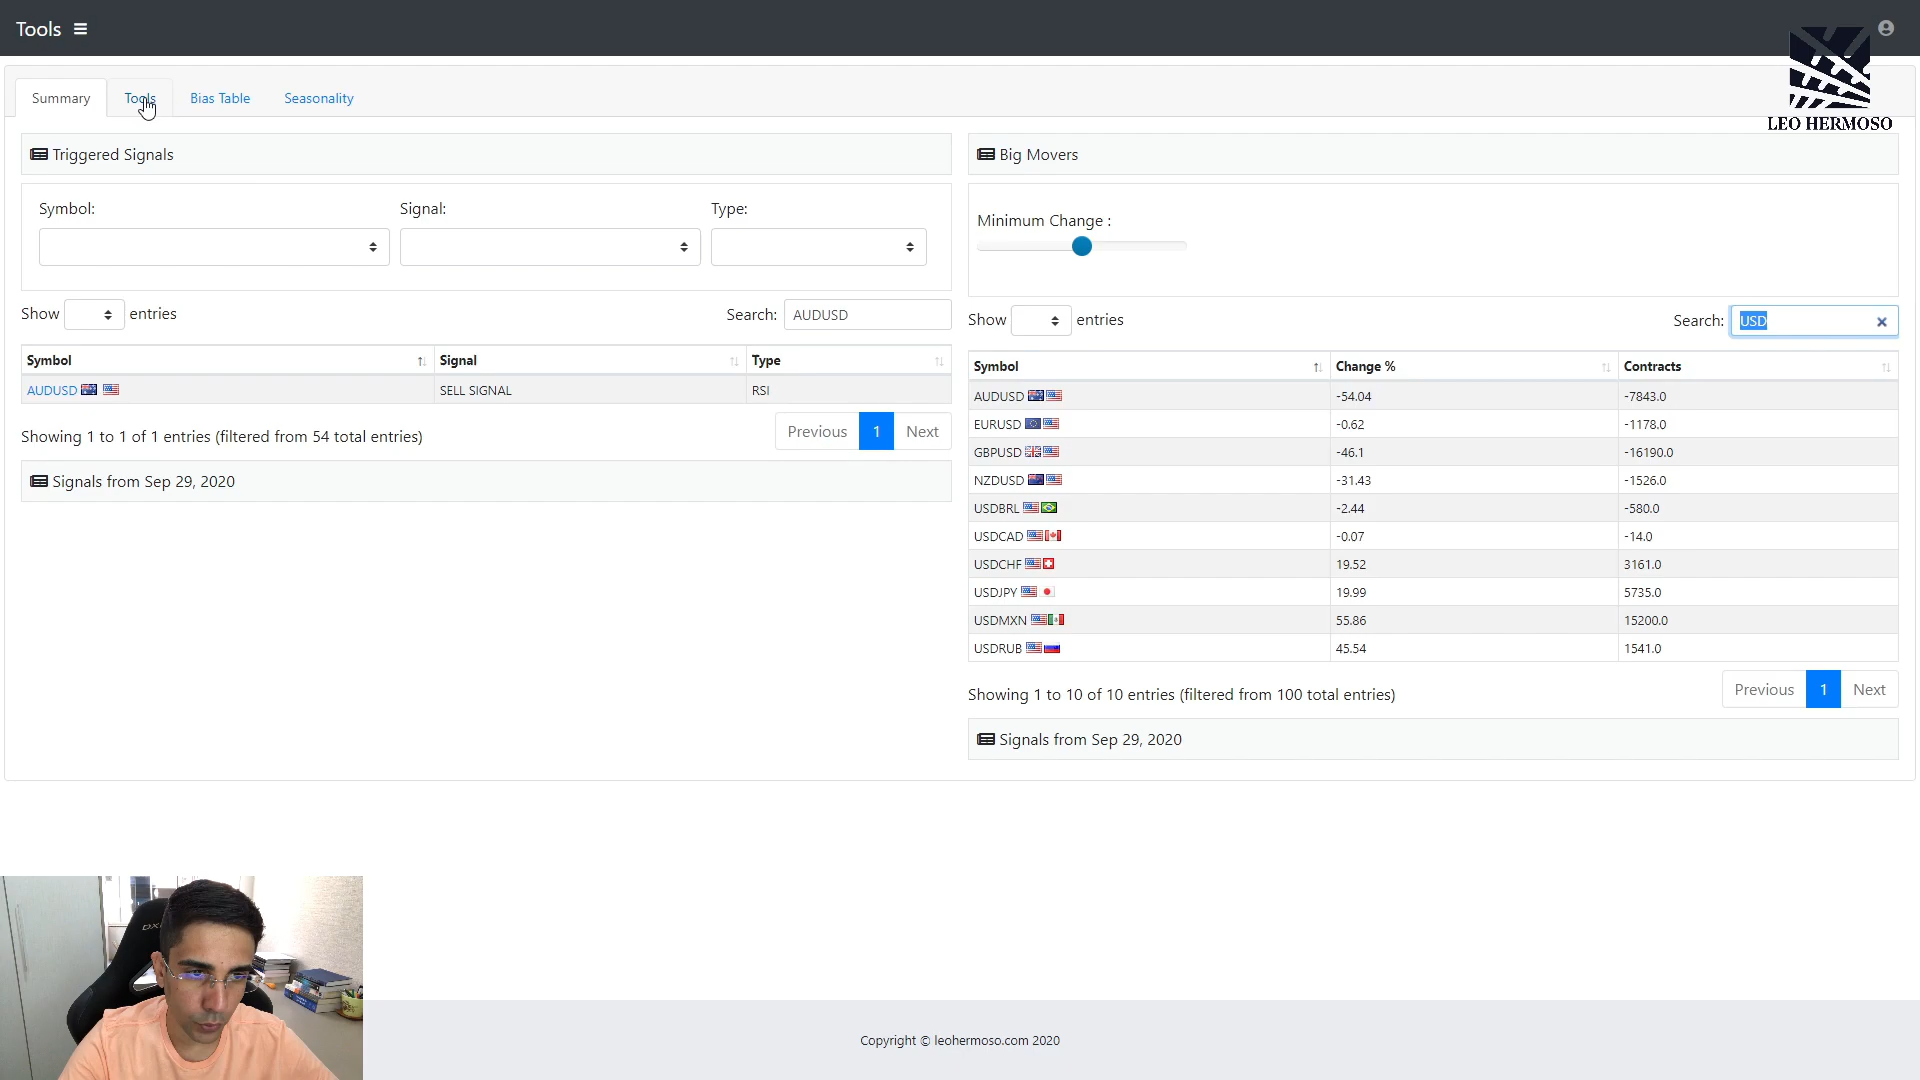 Tools
LEO HERMOSO
Summary Tools Bias Table Seasonality
Triggered Signals
Symbol: Signal: Type:
Show entries Search: AUDUSD
Symbol Signal Type
AUDUSD SELL SIGNAL RSI
Showing 1 to 1 of 1 entries (filtered from 54 total entries)
Previous 1 Next
Signals from Sep 29, 2020
Big Movers
Minimum Change :
Show entries Search: USD
Symbol Change % Contracts
AUDUSD -54.04 -7843.0
EURUSD -0.62 -1178.0
GBPUSD -46.1 -16190.0
NZDUSD -31.43 -1526.0
USDBRL -2.44 -580.0
USDCAD -0.07 -14.0
USDCHF 19.52 3161.0
USDJPY 19.99 5735.0
USDMXN 55.86 15200.0
USDRUB 45.54 1541.0
Showing 1 to 10 of 10 entries (filtered from 100 total entries)
Previous 1 Next
Signals from Sep 29, 2020
Copyright © leohermoso.com 2020